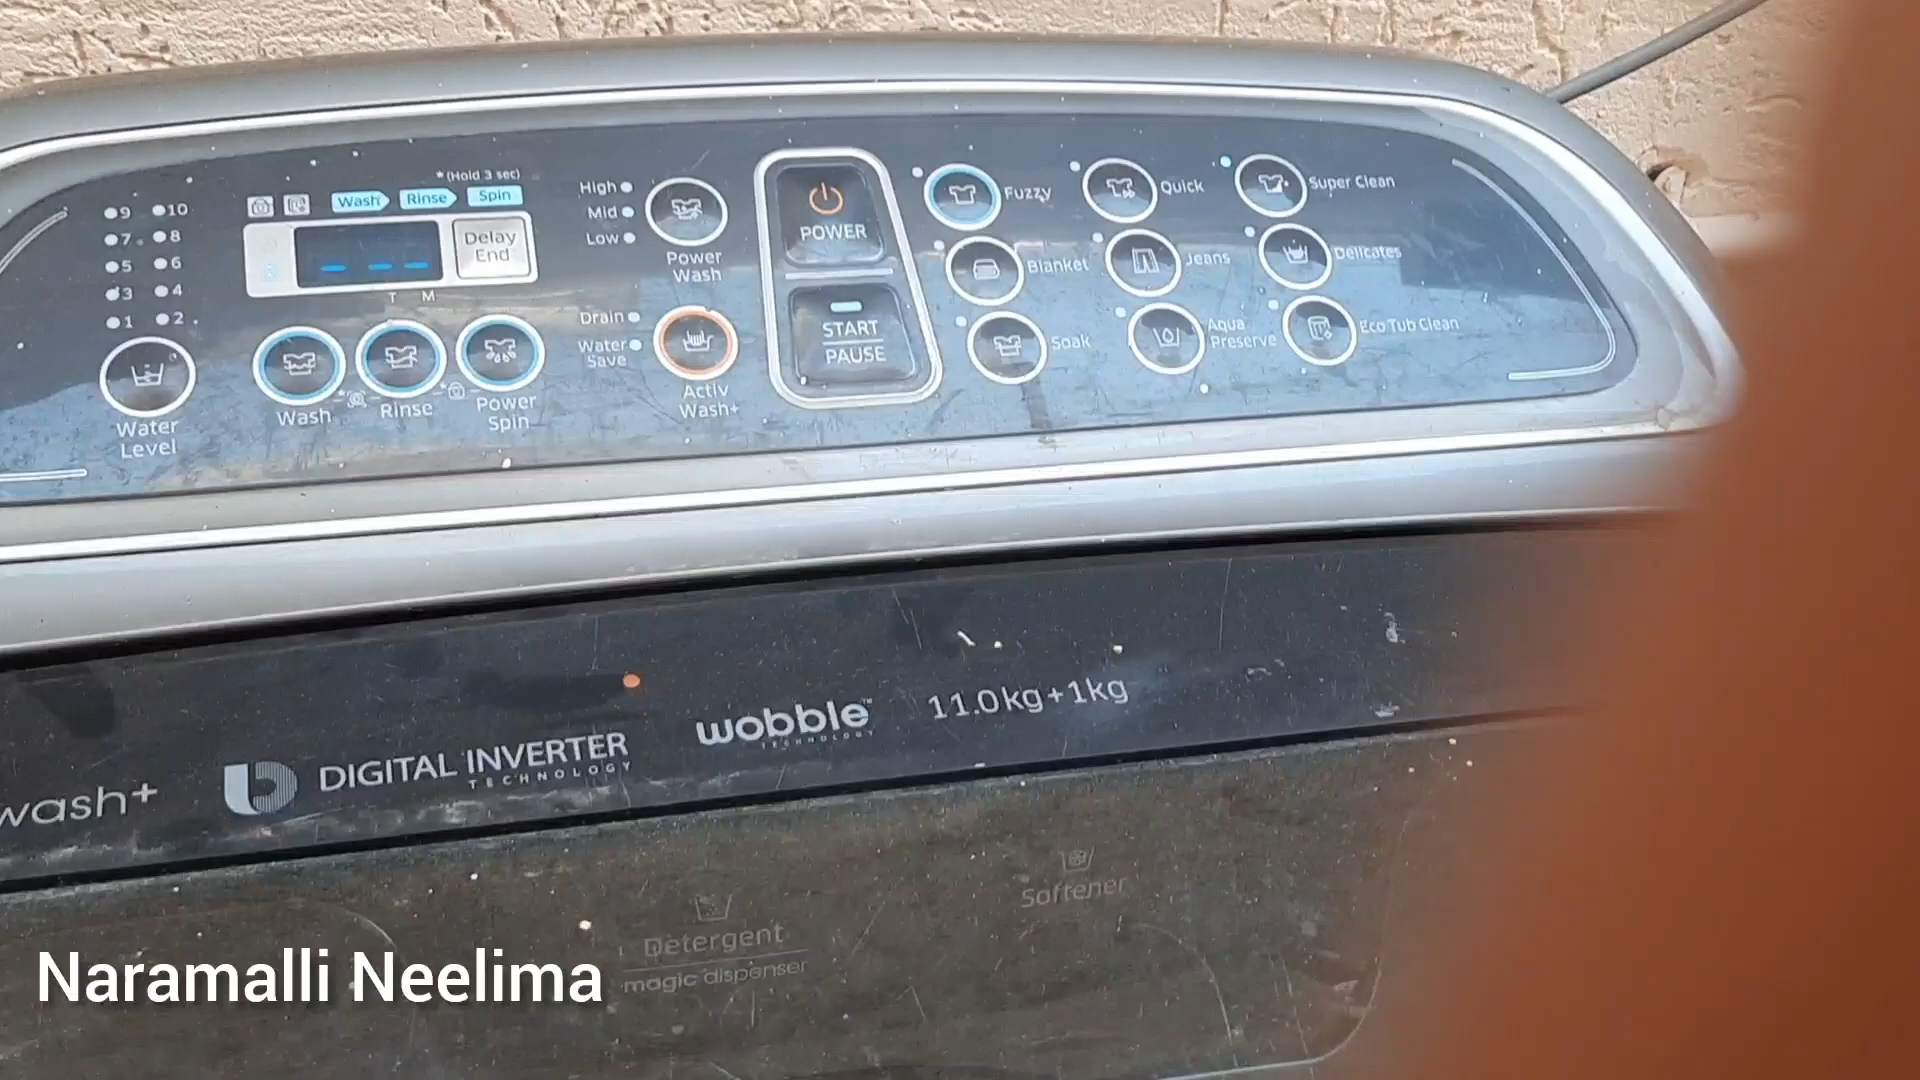 *(Hold 3 sec)
Wash Rinse Spin
Delay
End
T M
9 10
7 8
5 6
3 4
1 2
Water
Level
Wash
Rinse
Power
Spin
High
Mid
Low
Power
Wash
Drain
Water
Save
Activ
Wash+
POWER
START
PAUSE
Fuzzy
Quick
Super Clean
Blanket
Jeans
Delicates
Soak
Aqua
Preserve
Eco Tub Clean
wash+
DIGITAL INVERTER
TECHNOLOGY
wobble™
TECHNOLOGY
11.0kg+1kg
Softener
Detergent
magic dispenser
Naramalli Neelima